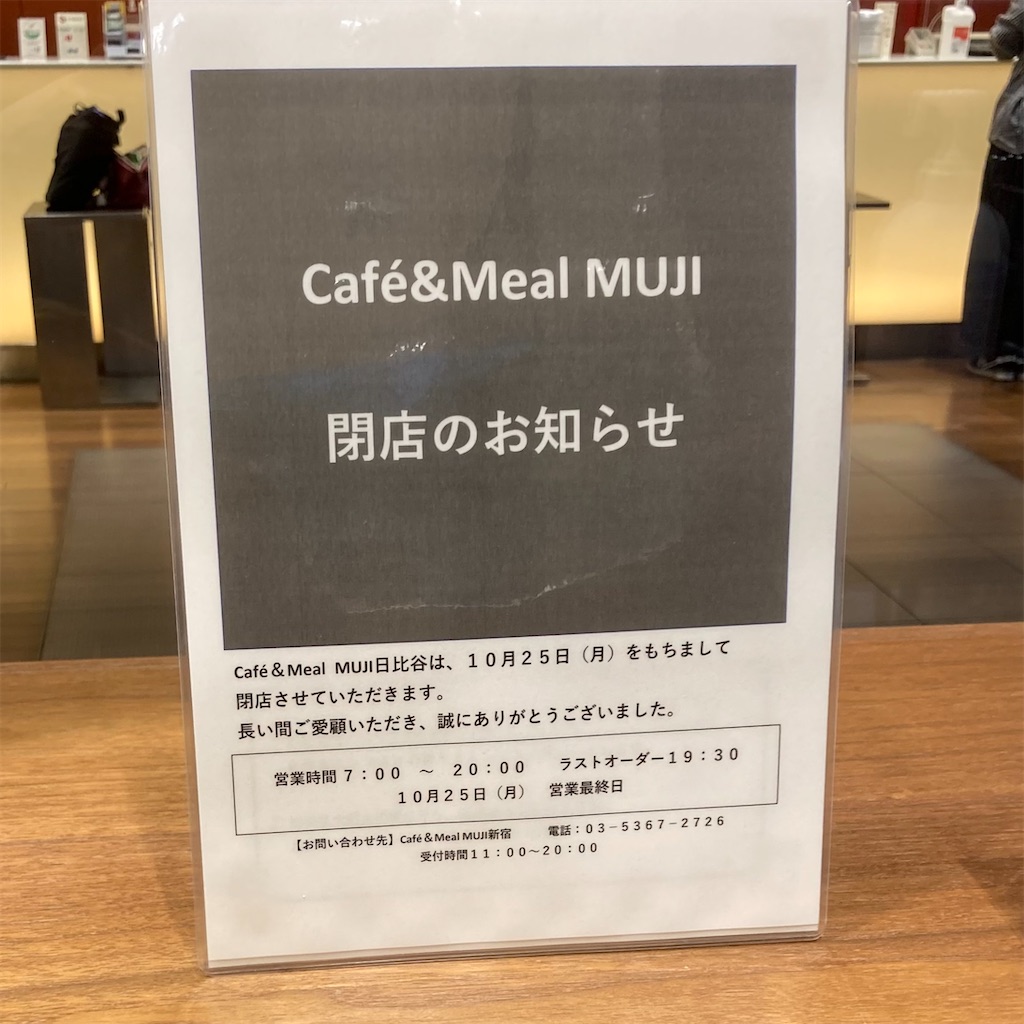 Café&Meal MUJI
閉店のお知らせ
Café＆Meal MUJI日比谷は、１０月２５日（月）をもちまして
閉店させていただきます。
長い間ご愛顧いただき、誠にありがとうございました。
営業時間７：００　～　２０：００　　ラストオーダー１９：３０
１０月２５日（月）　営業最終日
【お問い合わせ先】Café＆Meal MUJI新宿　　電話：０３－５３６７－２７２６
受付時間１１：００～２０：００